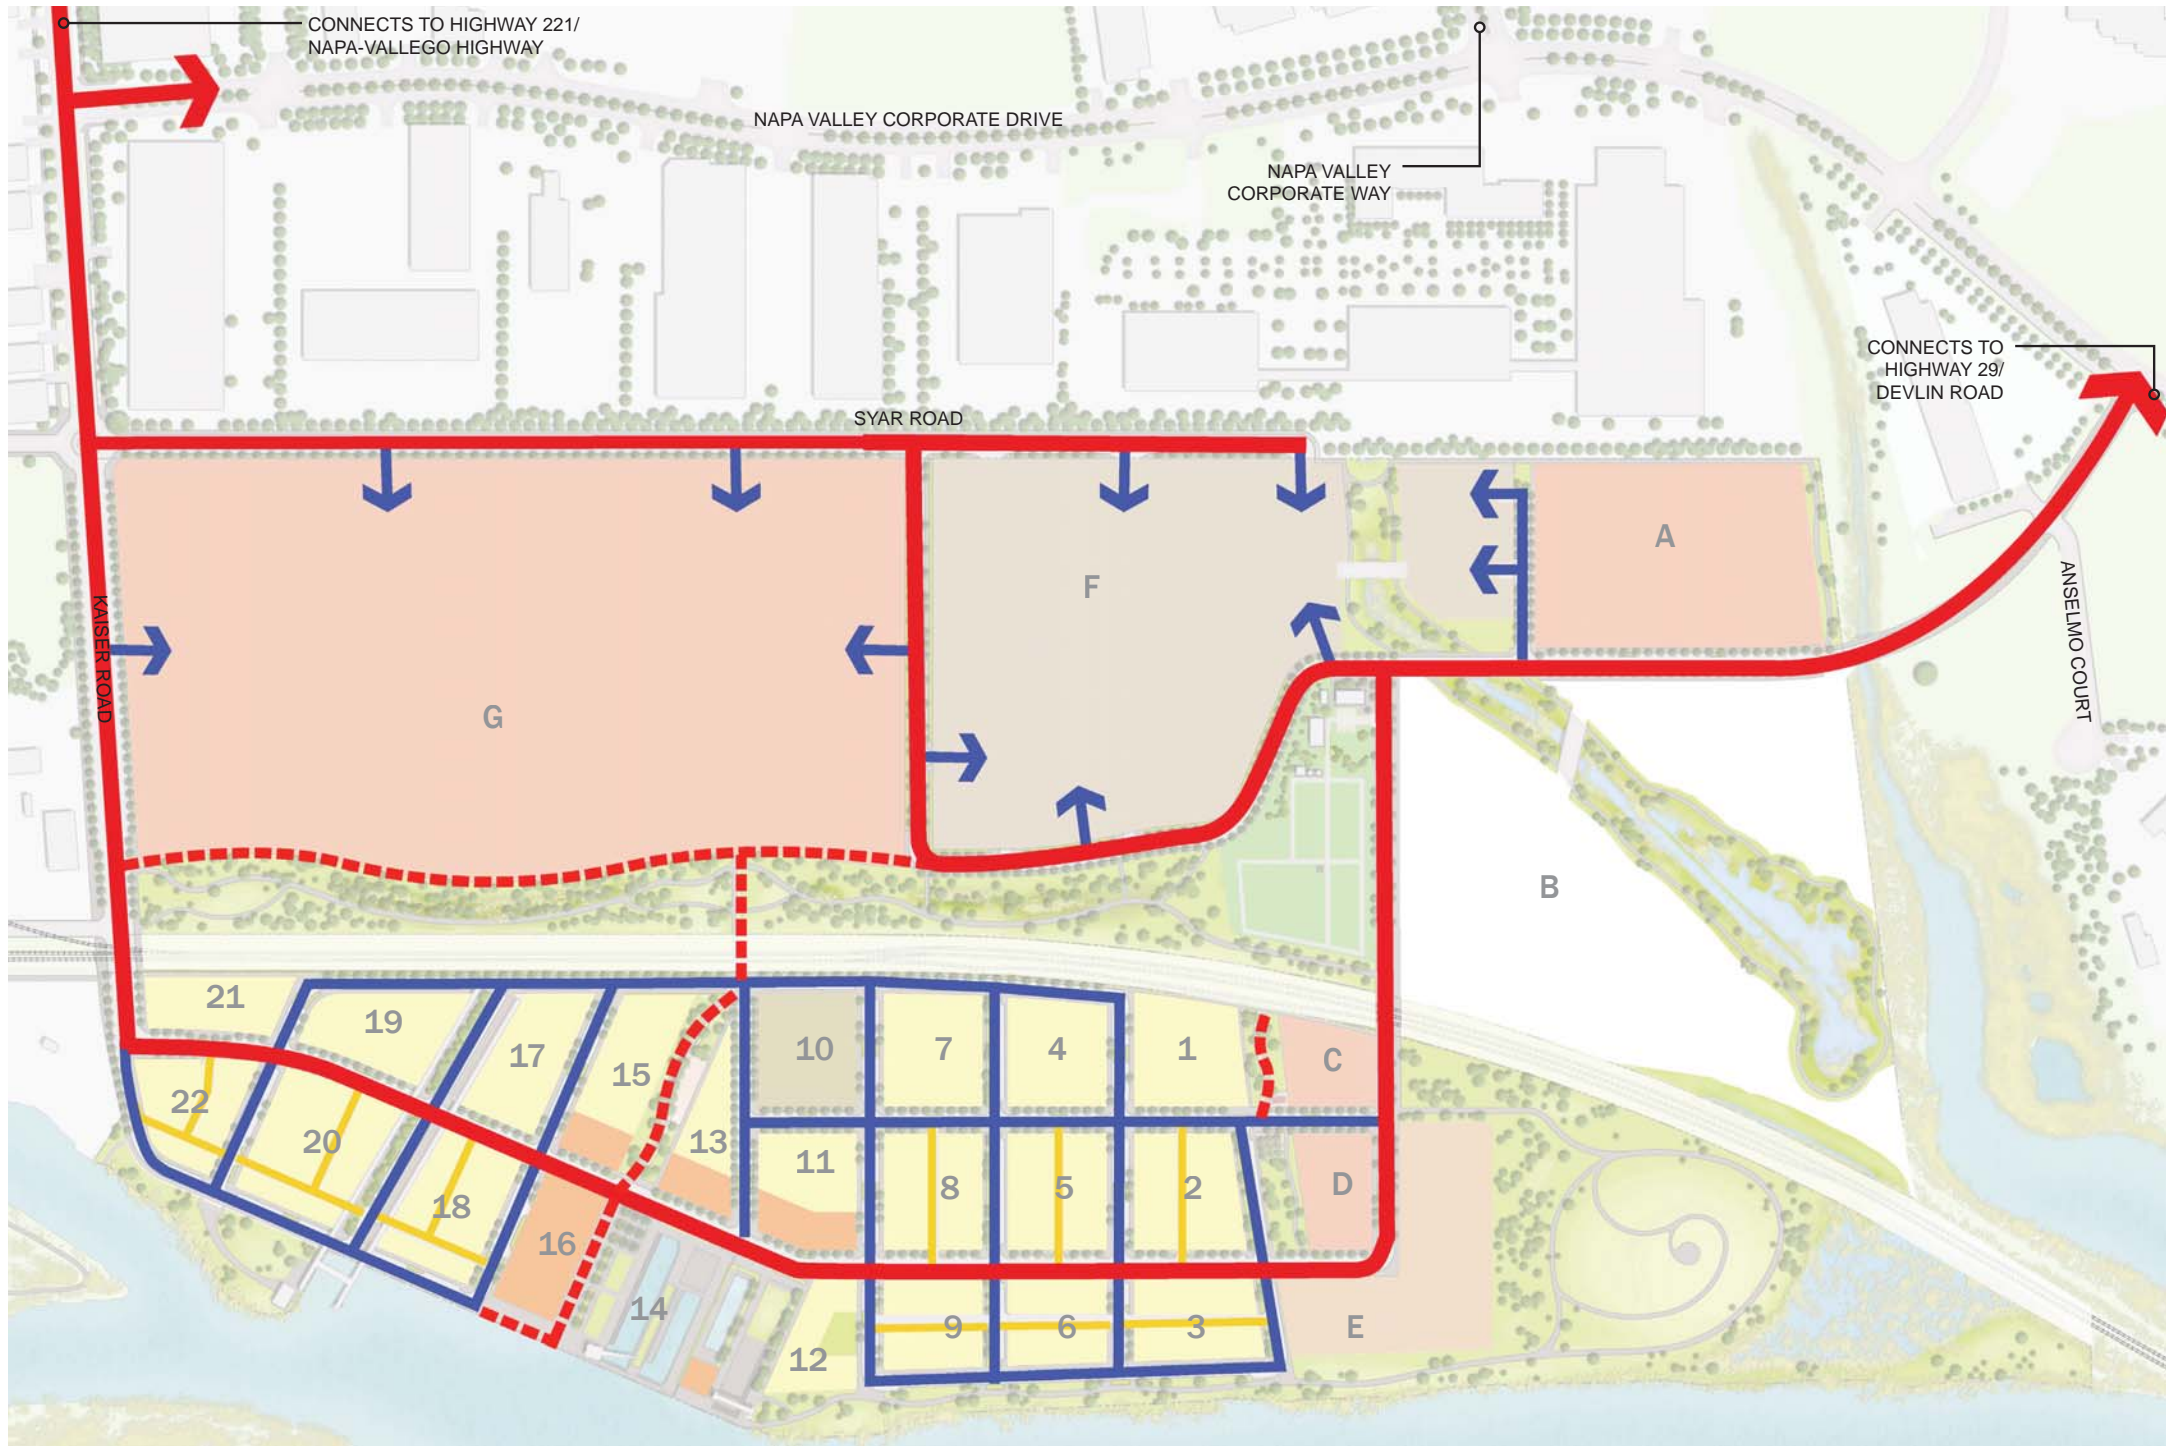 CONNECTS TO HIGHWAY 221/
NAPA-VALLEGO HIGHWAY
NAPA VALLEY CORPORATE DRIVE
NAPA VALLEY
CORPORATE WAY
CONNECTS TO
HIGHWAY 29/
DEVLIN ROAD
SYAR ROAD
KAISER ROAD
ANSELMO COURT
A
F
G
B
21
19
17
15
10
7
4
1
C
22
20
18
13
11
8
5
2
D
16
14
12
9
6
3
E